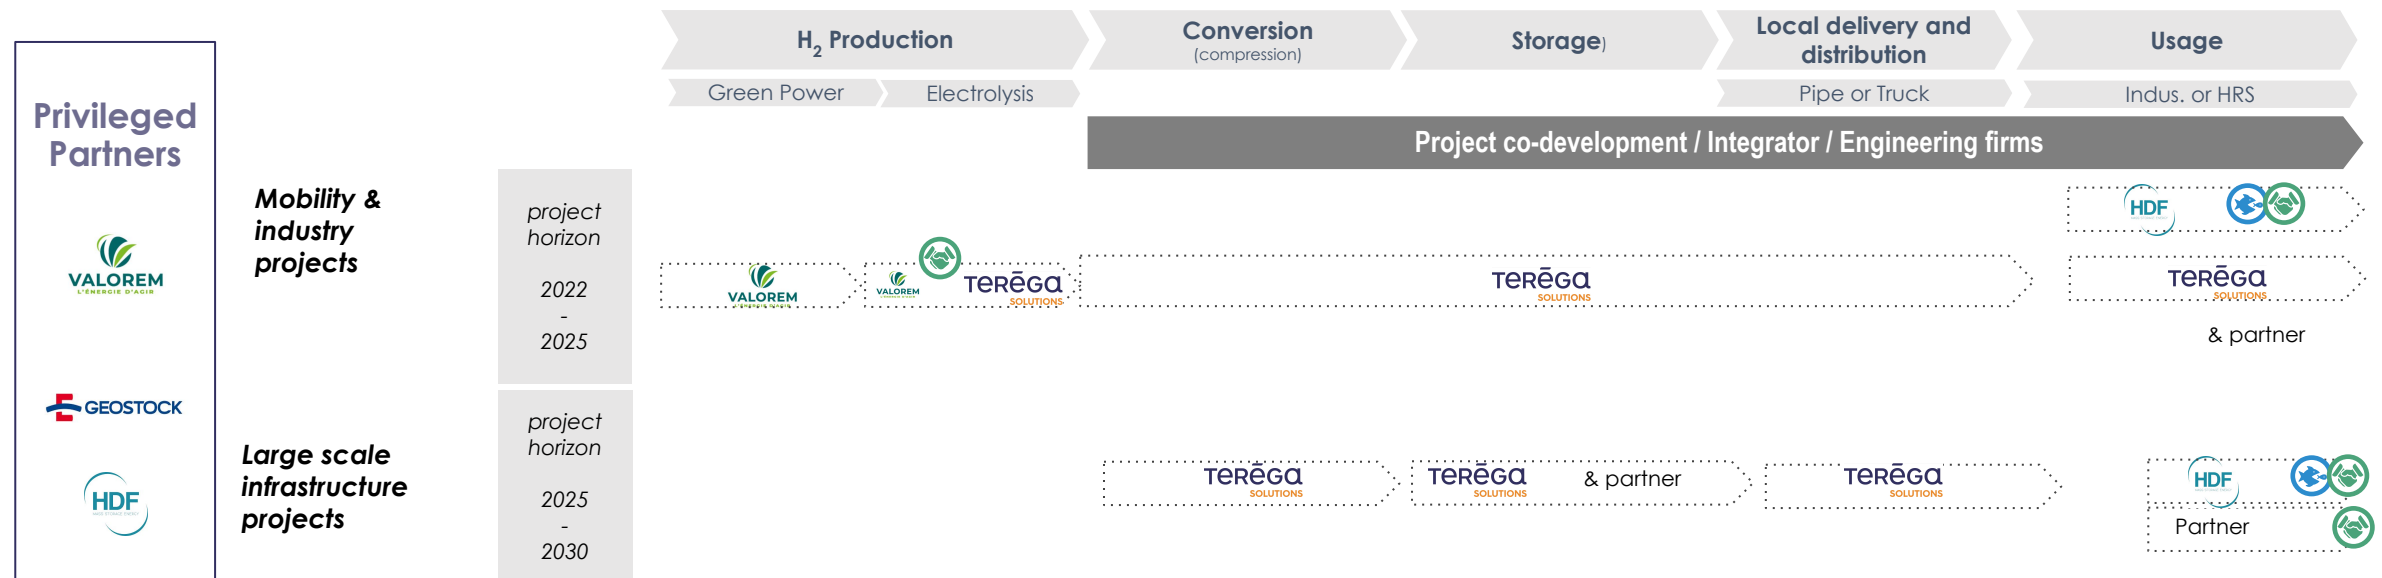 H2 Production
Conversion
(compression)
Storage)
Local delivery and
distribution
Usage
Green Power
Electrolysis
Pipe or Truck
Indus. or HRS
Project co-development / Integrator / Engineering firms
Privileged
Partners
VALOREM
L'ÉNERGIE D'AGIR
GEOSTOCK
HDF
Mobility &
industry
projects
project
horizon
2022
-
2025
VALOREM
VALOREM
TERĒGA
SOLUTIONS
TERĒGA
SOLUTIONS
HDF
TERĒGA
SOLUTIONS
& partner
Large scale
infrastructure
projects
project
horizon
2025
-
2030
TERĒGA
SOLUTIONS
TERĒGA
SOLUTIONS
& partner
TERĒGA
SOLUTIONS
HDF
Partner